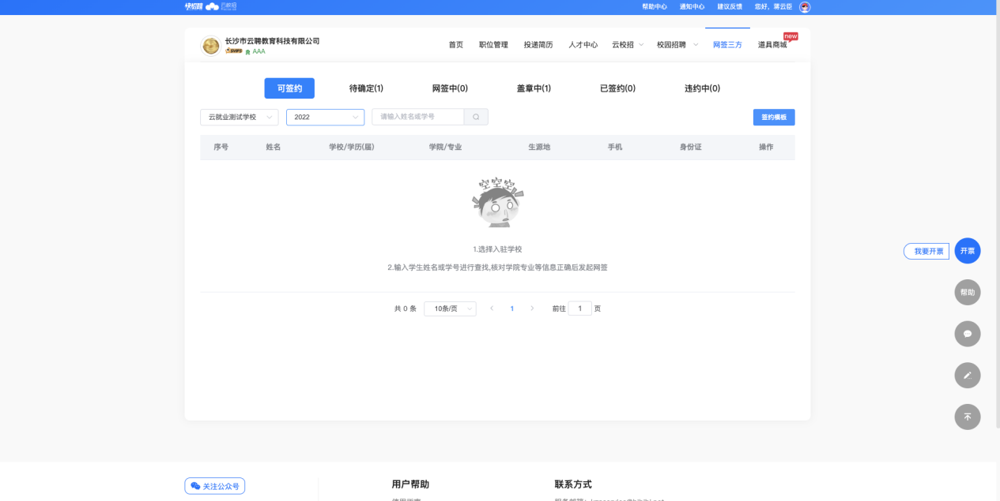 快招聘 云校招
帮助中心 通知中心 建议反馈 您好，蒋云臣
长沙市云聘教育科技有限公司
SVIP5 良 AAA
首页 职位管理 投递简历 人才中心 云校招 校园招聘 网签三方 道具商城 new
可签约 待确定(1) 网签中(0) 盖章中(1) 已签约(0) 违约中(0)
云就业测试学校 2022 请输入姓名或学号 签约模板
序号 姓名 学校/学历(届) 学院/专业 生源地 手机 身份证 操作
空空空
1.选择入驻学校
2.输入学生姓名或学号进行查找,核对学院专业等信息正确后发起网签
共 0 条 10条/页 1 前往 1 页
我要开票 开票
帮助
关注公众号 用户帮助 联系方式